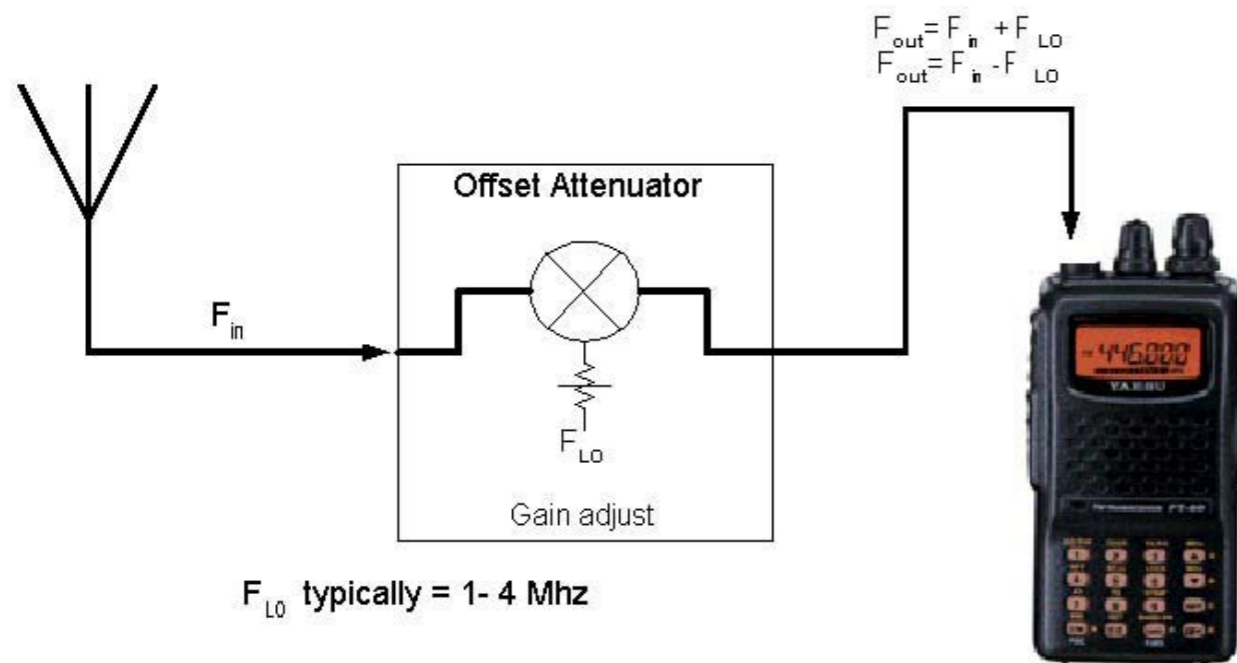 Fout = Fin + FLO
Fout = Fin - FLO
Offset Attenuator
Fin
446.000
YAESU
FLO
Gain adjust
FLO typically = 1- 4 Mhz